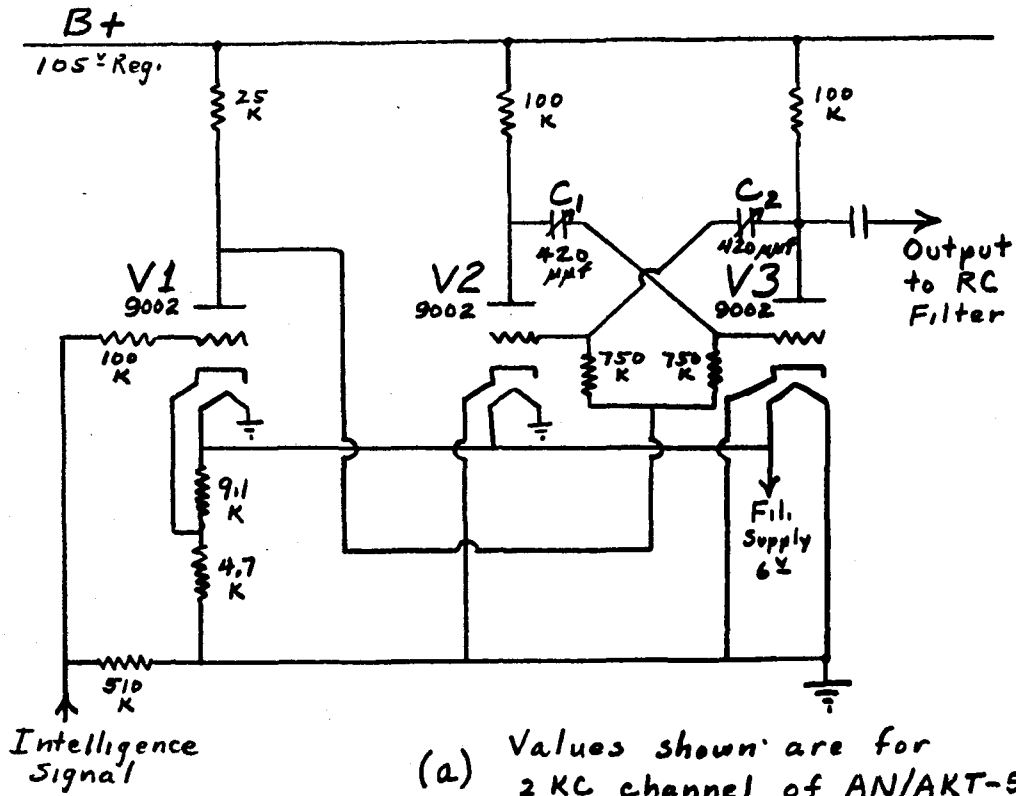 B+
105 V Reg.
25
K
100
K
100
K
C1
420
μμf
C2
420μμf
Output
to RC
Filter
V1
9002
V2
9002
V3
9002
100
K
750
K
750
K
9.1
K
4.7
K
Fil.
Supply
6 V
510
K
Intelligence
Signal
(a)
Values shown are for
2 KC channel of AN/AKT-5